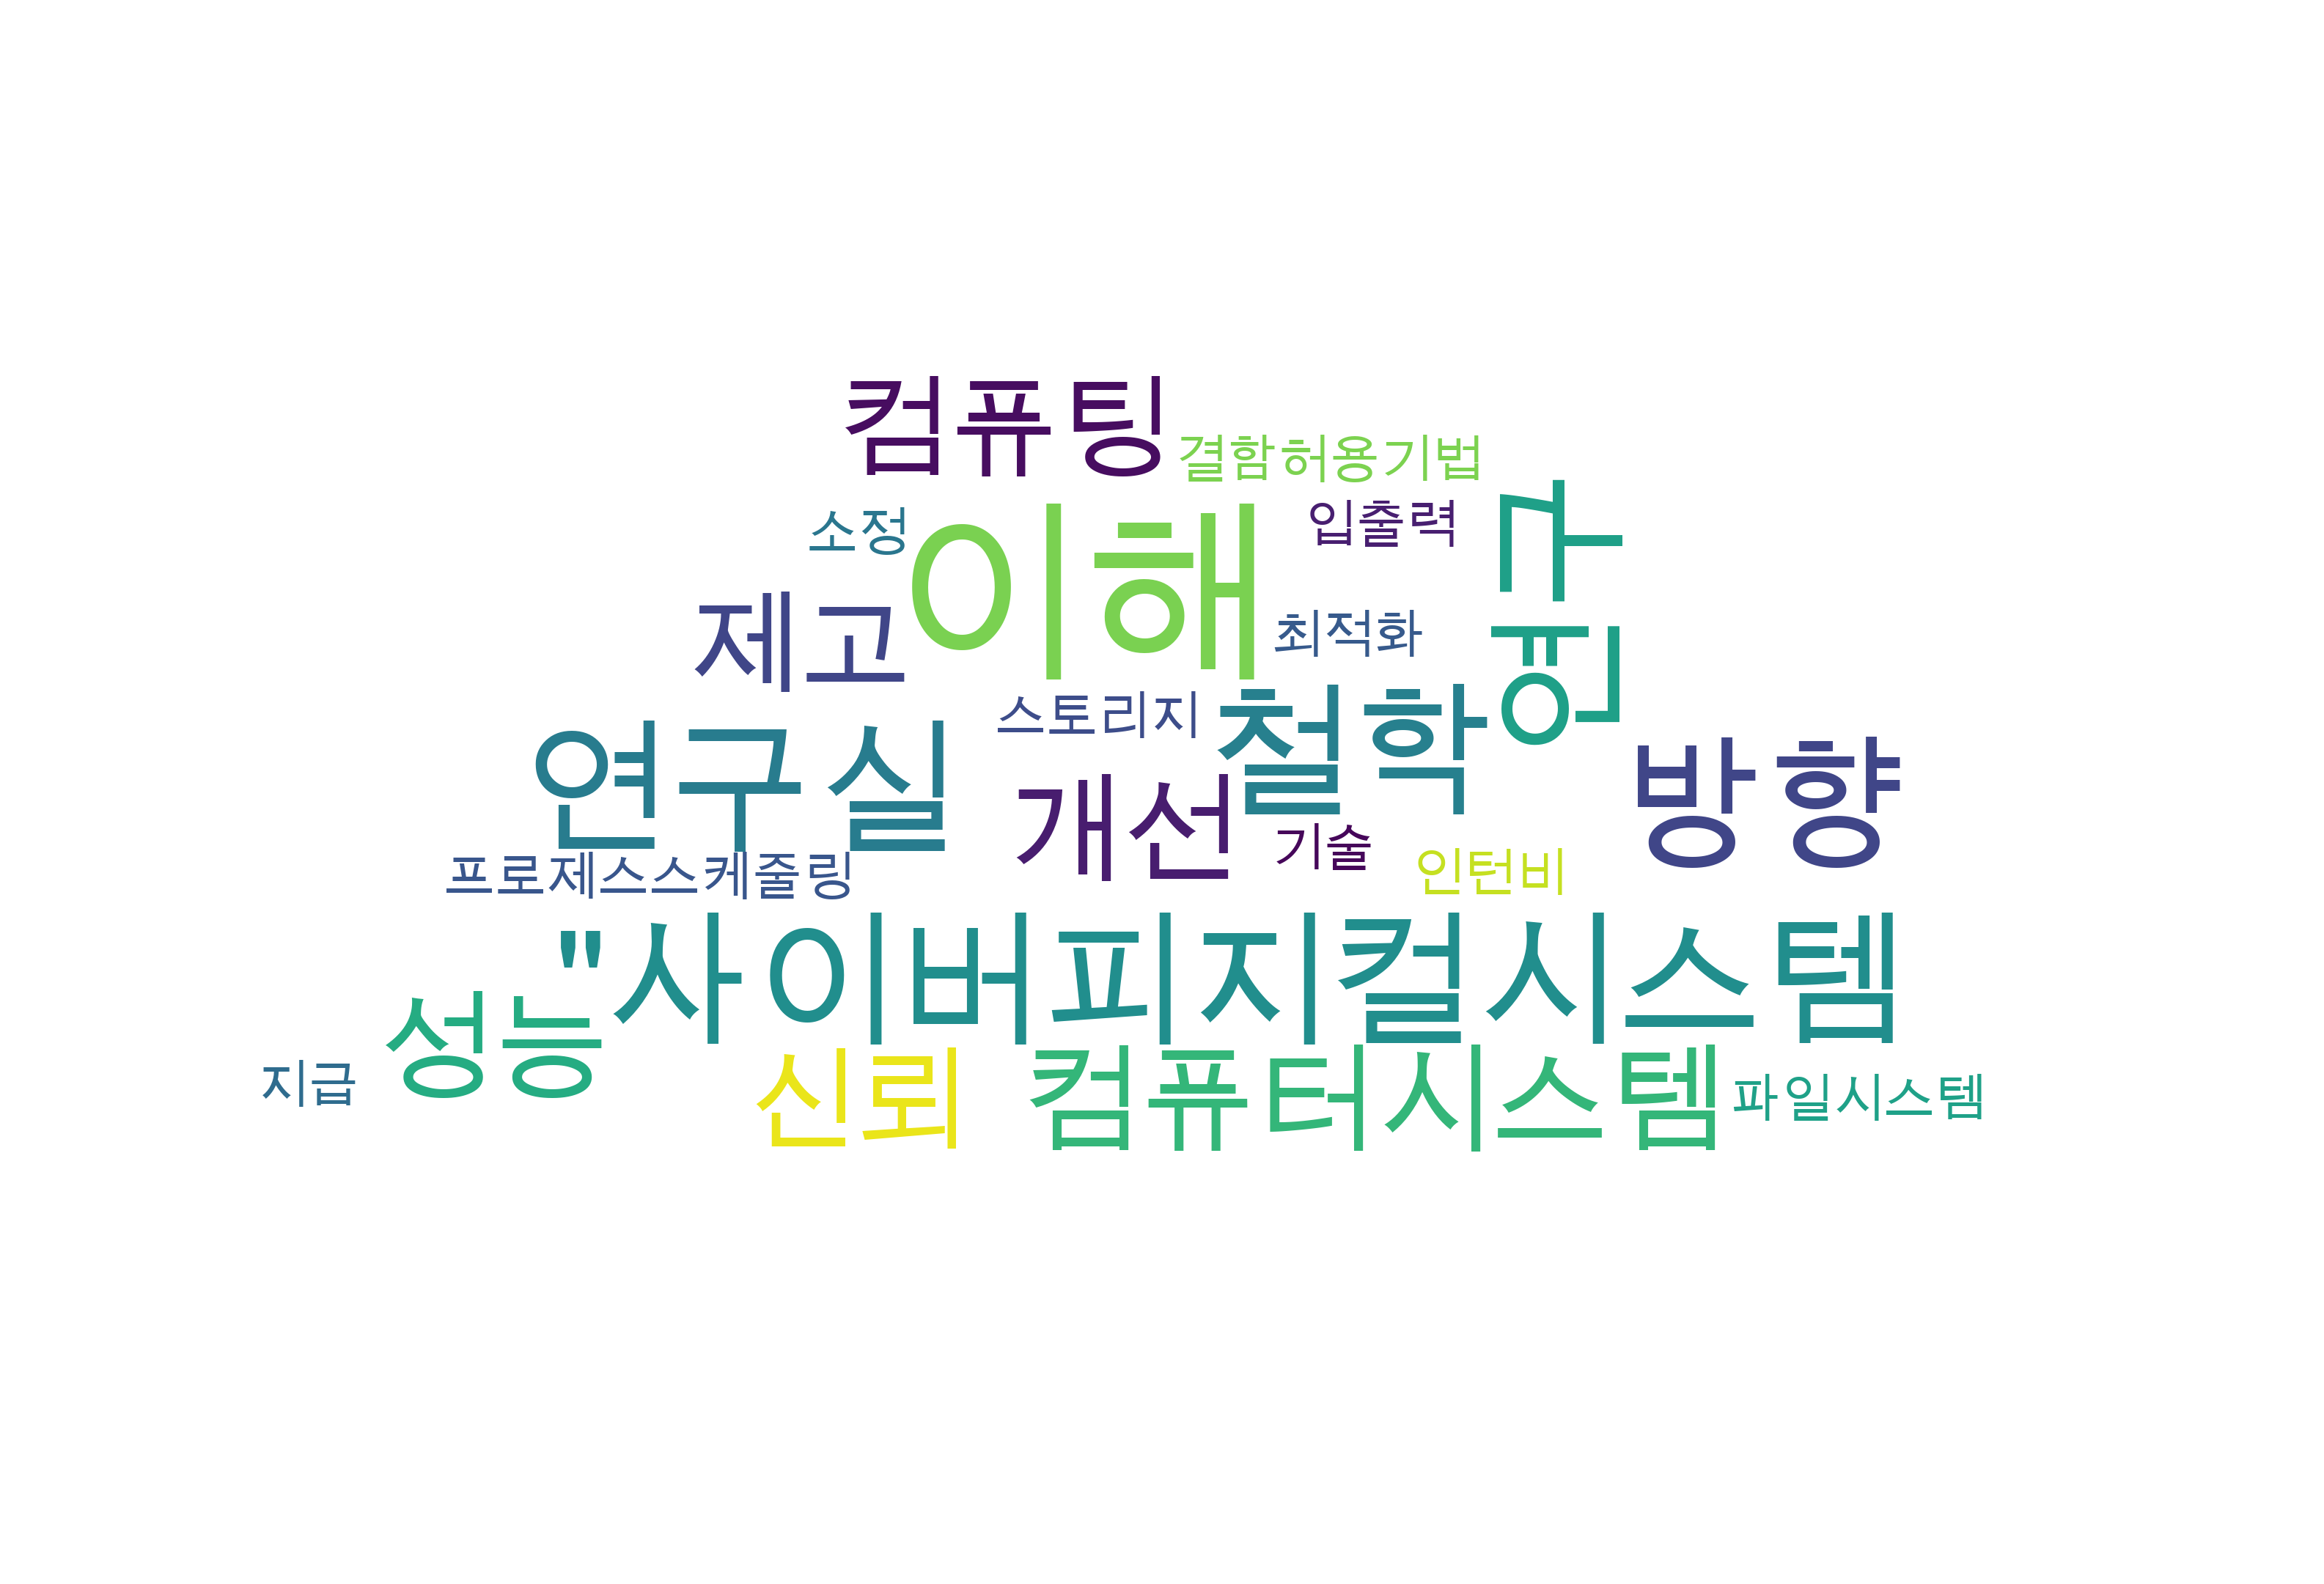 컴퓨팅
결함허용기법
소정
이해
입출력
연구
제고
최적화
스토리지
철학
연구실
방향
개선
기술
프로세스스케줄링
인턴비
"사이버피지컬시스템
성능
지급
신뢰
컴퓨터시스템
파일시스템